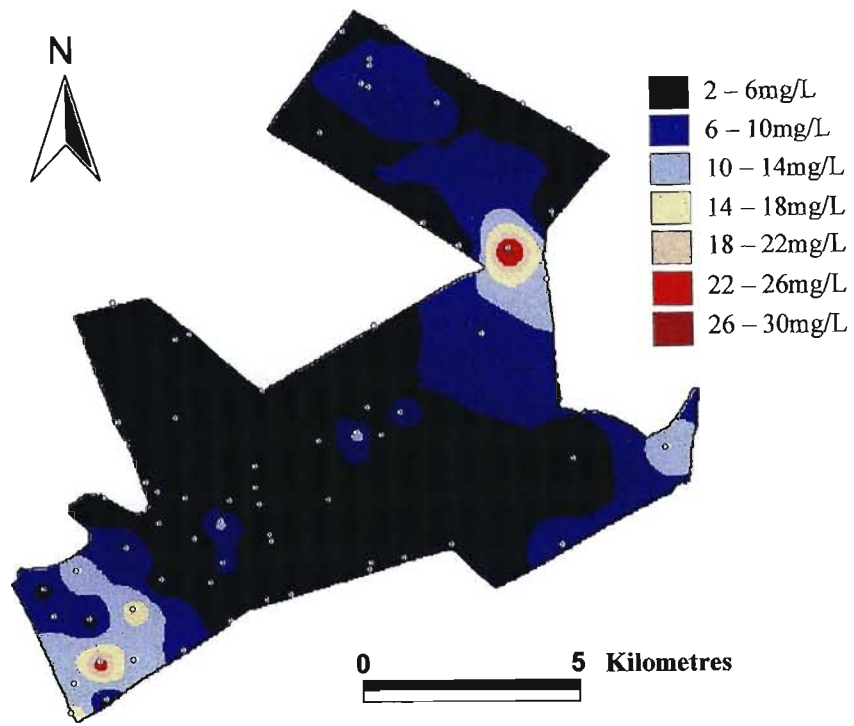 N
2 – 6mg/L
6 – 10mg/L
10 – 14mg/L
14 – 18mg/L
18 – 22mg/L
22 – 26mg/L
26 – 30mg/L
0 5 Kilometres